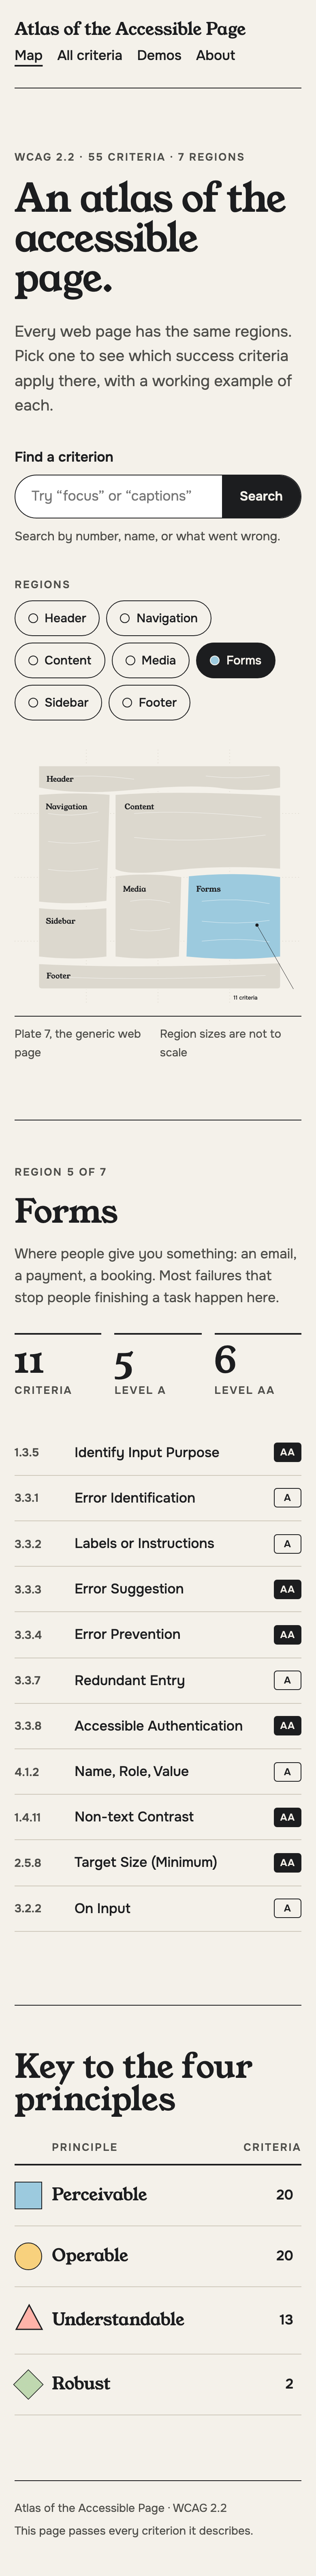 Atlas of the Accessible Page
Map All criteria Demos About
WCAG 2.2 · 55 CRITERIA · 7 REGIONS
An atlas of the
accessible
page.
Every web page has the same regions.
Pick one to see which success criteria
apply there, with a working example of
each.
Find a criterion
Try “focus” or “captions” Search
Search by number, name, or what went wrong.
REGIONS
Header Navigation
Content Media Forms
Sidebar Footer
Header
Navigation Content
Media Forms
Sidebar
Footer
11 criteria
Plate 7, the generic web
page
Region sizes are not to
scale
REGION 5 OF 7
Forms
Where people give you something: an email,
a payment, a booking. Most failures that
stop people finishing a task happen here.
11 5 6
CRITERIA LEVEL A LEVEL AA
1.3.5 Identify Input Purpose AA
3.3.1 Error Identification A
3.3.2 Labels or Instructions A
3.3.3 Error Suggestion AA
3.3.4 Error Prevention AA
3.3.7 Redundant Entry A
3.3.8 Accessible Authentication AA
4.1.2 Name, Role, Value A
1.4.11 Non-text Contrast AA
2.5.8 Target Size (Minimum) AA
3.2.2 On Input A
Key to the four
principles
PRINCIPLE CRITERIA
Perceivable 20
Operable 20
Understandable 13
Robust 2
Atlas of the Accessible Page · WCAG 2.2
This page passes every criterion it describes.